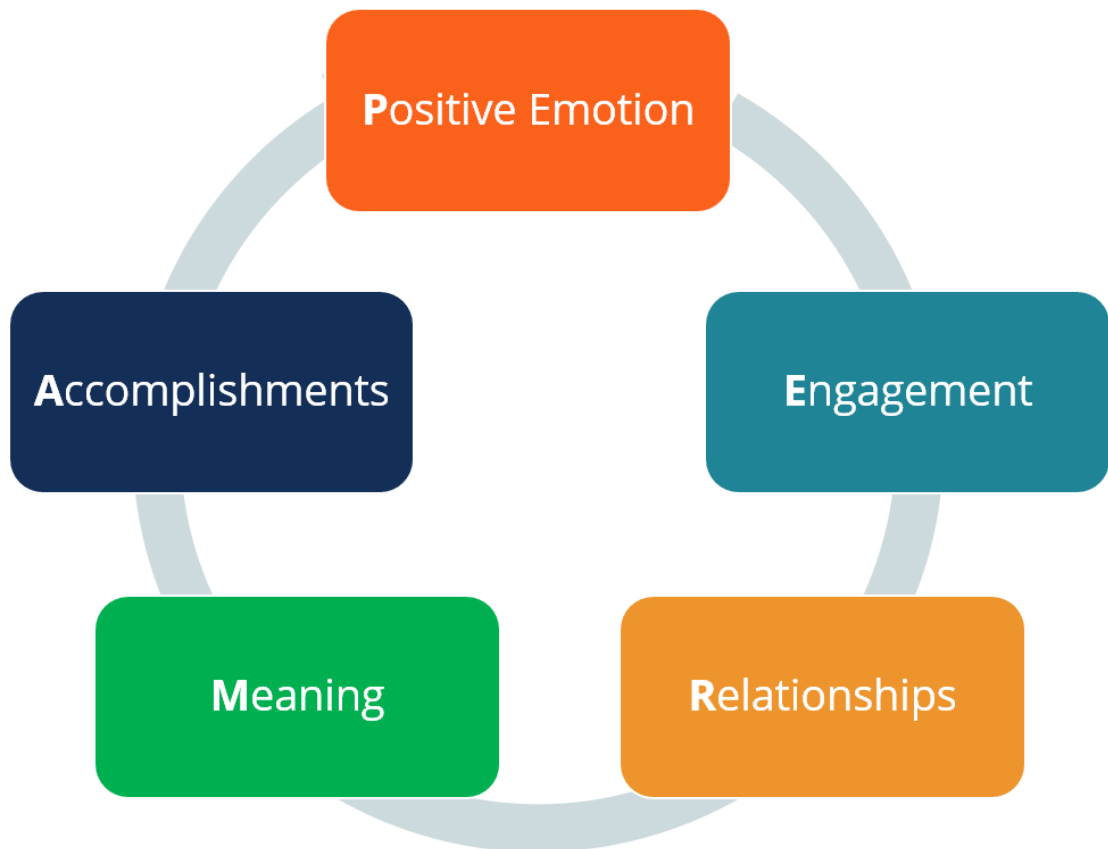 Positive Emotion
Engagement
Relationships
Meaning
Accomplishments